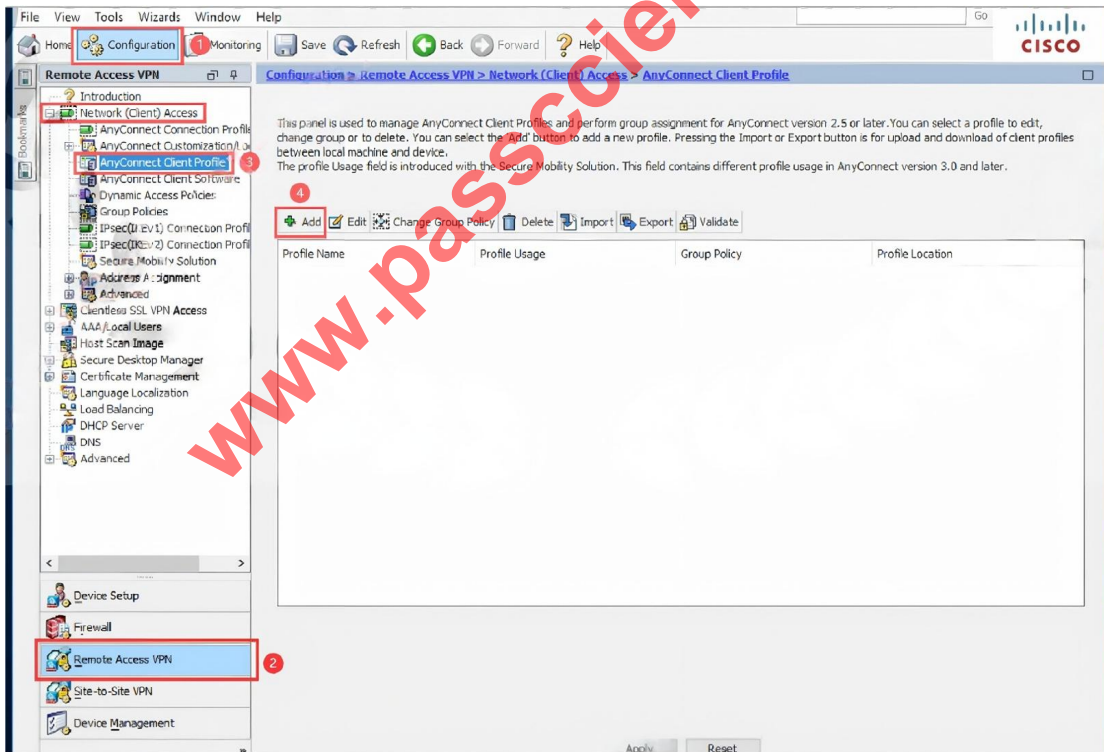 File View Tools Wizards Window Help
Go
Home Configuration 1 Monitoring Save Refresh Back Forward Help
CISCO
Remote Access VPN
Configuration > Remote Access VPN > Network (Client) Access > AnyConnect Client Profile
Bookmarks
Introduction
Network (Client) Access
AnyConnect Connection Profile
AnyConnect Customization/Lo
AnyConnect Client Profile 3
AnyConnect Client Software
Dynamic Access Policies
Group Policies
IPsec(IKEv1) Connection Profil
IPsec(IKEv2) Connection Profil
Secure Mobility Solution
Address Assignment
Advanced
Clientless SSL VPN Access
AAA/Local Users
Host Scan Image
Secure Desktop Manager
Certificate Management
Language Localization
Load Balancing
DHCP Server
DNS
Advanced
This panel is used to manage AnyConnect Client Profiles and perform group assignment for AnyConnect version 2.5 or later. You can select a profile to edit,
change group or to delete. You can select the 'Add' button to add a new profile. Pressing the Import or Export button is for upload and download of client profiles
between local machine and device.
The profile Usage field is introduced with the Secure Mobility Solution. This field contains different profile usage in AnyConnect version 3.0 and later.
4
Add Edit Change Group Policy Delete Import Export Validate
Profile Name Profile Usage Group Policy Profile Location
Device Setup
Firewall
Remote Access VPN 2
Site-to-Site VPN
Device Management
Apply Reset